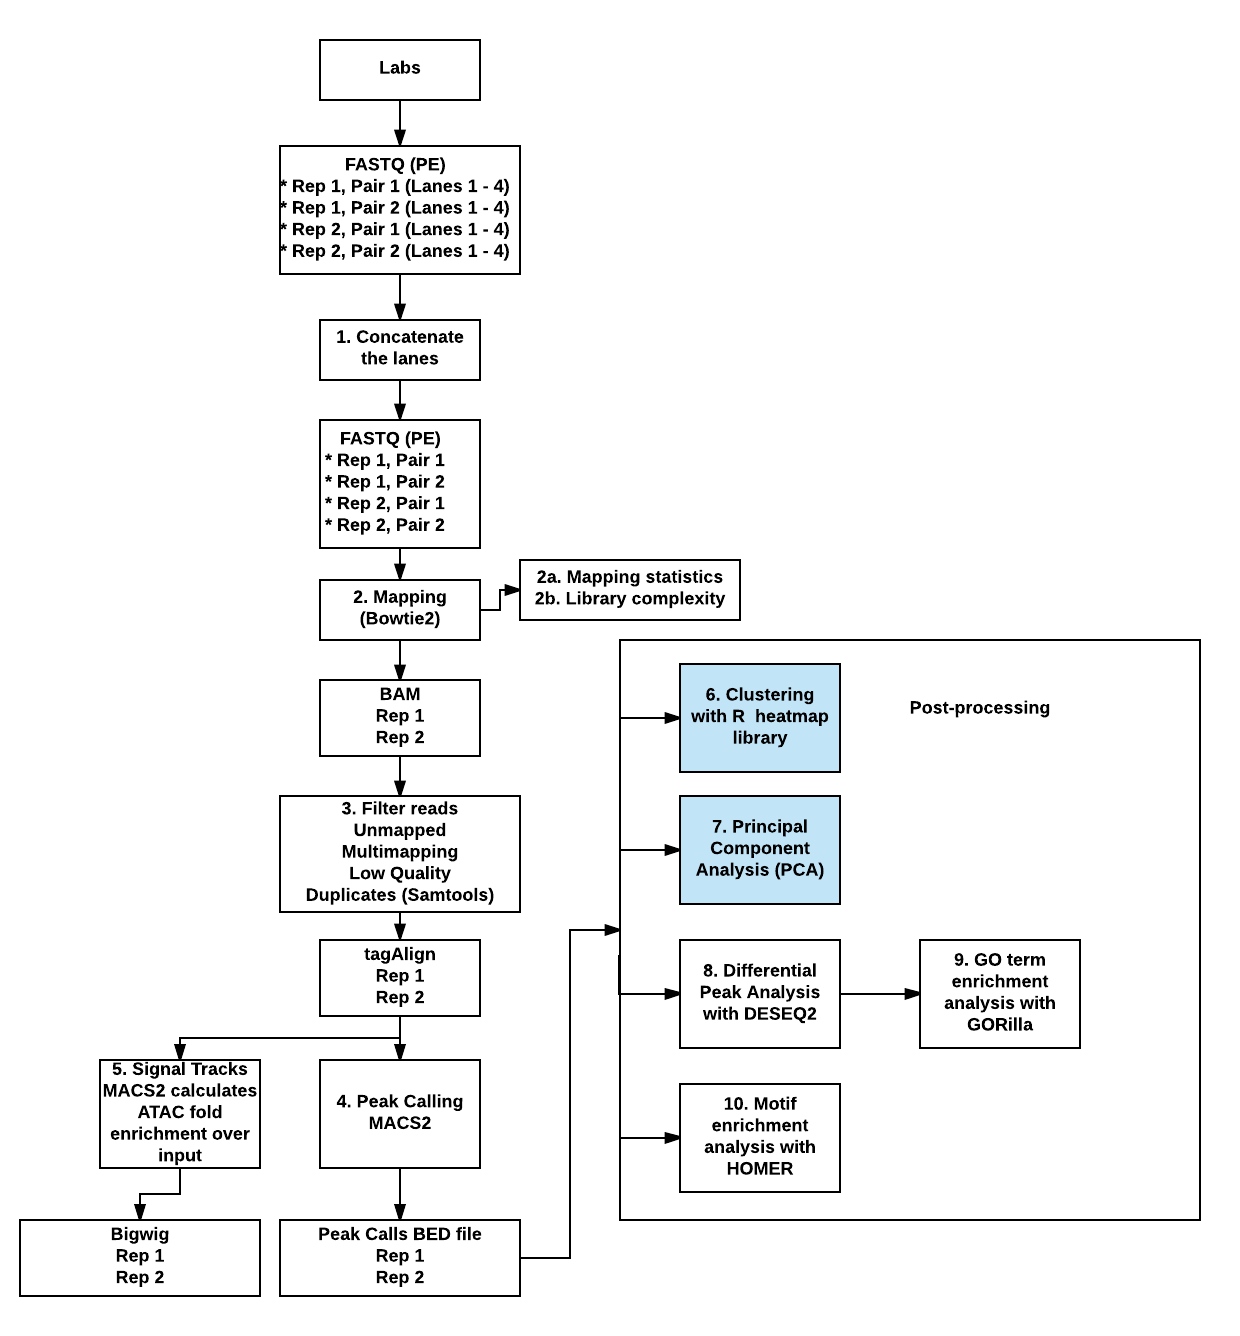 Labs
FASTQ (PE)
* Rep 1, Pair 1 (Lanes 1 - 4)
* Rep 1, Pair 2 (Lanes 1 - 4)
* Rep 2, Pair 1 (Lanes 1 - 4)
* Rep 2, Pair 2 (Lanes 1 - 4)
1. Concatenate
the lanes
FASTQ (PE)
* Rep 1, Pair 1
* Rep 1, Pair 2
* Rep 2, Pair 1
* Rep 2, Pair 2
2. Mapping
(Bowtie2)
2a. Mapping statistics
2b. Library complexity
BAM
Rep 1
Rep 2
3. Filter reads
Unmapped
Multimapping
Low Quality
Duplicates (Samtools)
tagAlign
Rep 1
Rep 2
5. Signal Tracks
MACS2 calculates
ATAC fold
enrichment over
input
4. Peak Calling
MACS2
Bigwig
Rep 1
Rep 2
Peak Calls BED file
Rep 1
Rep 2
Post-processing
6. Clustering
with R  heatmap
library
7. Principal
Component
Analysis (PCA)
8. Differential
Peak Analysis
with DESEQ2
9. GO term
enrichment
analysis with
GORilla
10. Motif
enrichment
analysis with
HOMER